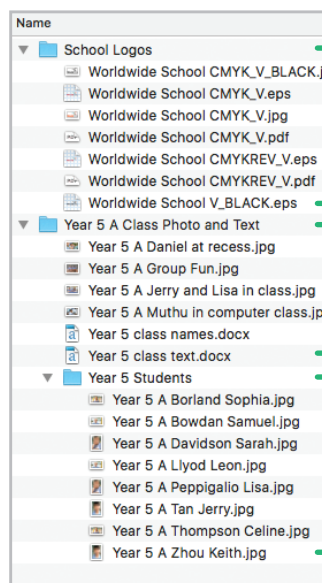 Name
School Logos
Worldwide School CMYK_V_BLACK.j
Worldwide School CMYK_V.eps
Worldwide School CMYK_V.jpg
Worldwide School CMYK_V.pdf
Worldwide School CMYKREV_V.eps
Worldwide School CMYKREV_V.pdf
Worldwide School V_BLACK.eps
Year 5 A Class Photo and Text
Year 5 A Daniel at recess.jpg
Year 5 A Group Fun.jpg
Year 5 A Jerry and Lisa in class.jpg
Year 5 A Muthu in computer class.jp
Year 5 class names.docx
Year 5 class text.docx
Year 5 Students
Year 5 A Borland Sophia.jpg
Year 5 A Bowdan Samuel.jpg
Year 5 A Davidson Sarah.jpg
Year 5 A Llyod Leon.jpg
Year 5 A Peppigalio Lisa.jpg
Year 5 A Tan Jerry.jpg
Year 5 A Thompson Celine.jpg
Year 5 A Zhou Keith.jpg